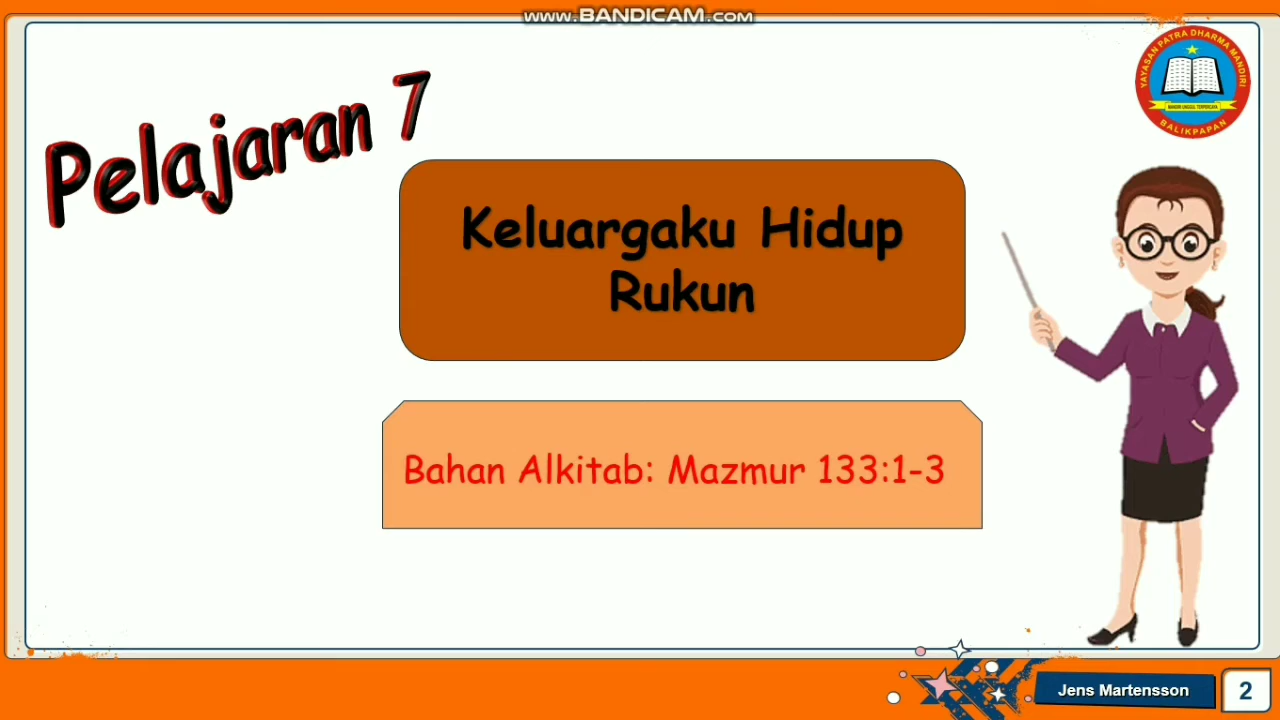 www.BANDICAM.com
Pelajaran 7
Keluargaku Hidup
Rukun
Bahan Alkitab: Mazmur 133:1-3
YAYASAN PATRA DHARMA MANDIRI
BALIKPAPAN
Jens Martensson
2